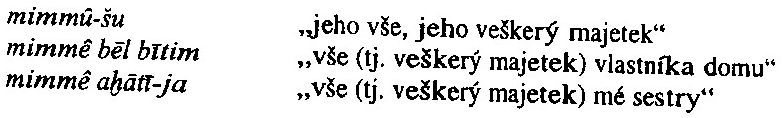 mimmû-šu „jeho vše, jeho veškerý majetek“
mimmê bēl bītim „vše (tj. veškerý majetek) vlastníka domu“
mimmê aḫātī-ja „vše (tj. veškerý majetek) mé sestry“